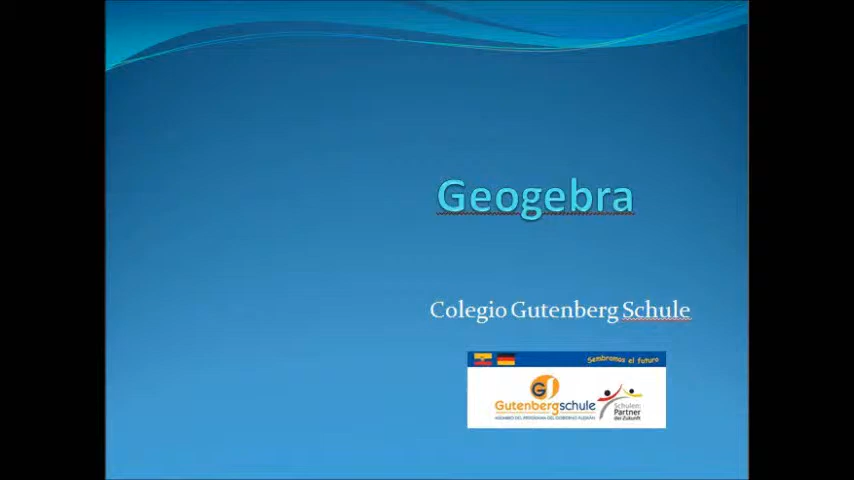 Geogebra
Colegio Gutenberg Schule
Sembramos el futuro
G
Gutenbergschule
Schulen:
Partner
der Zukunft